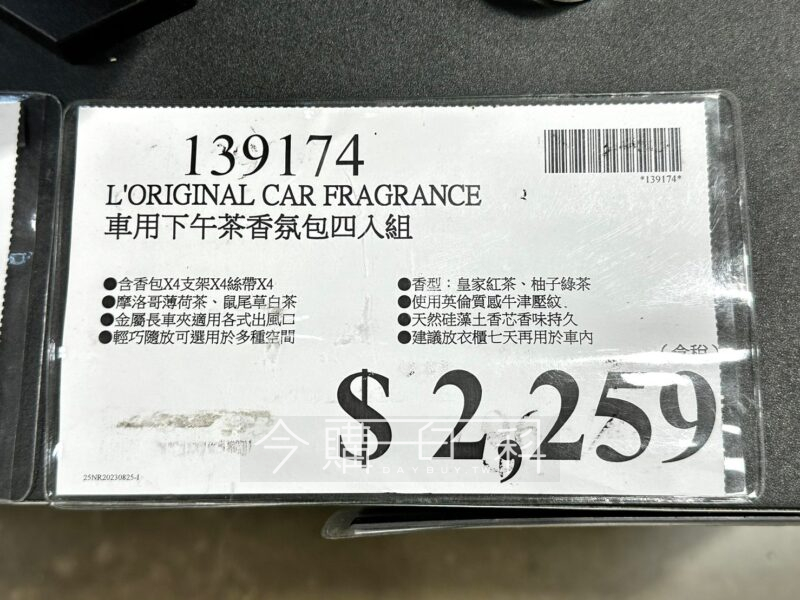 139174
*139174*
L'ORIGINAL CAR FRAGRANCE
車用下午茶香氛包四入組
●含香包X4支架X4絲帶X4
●摩洛哥薄荷茶、鼠尾草白茶
●金屬長車夾適用各式出風口
●輕巧隨放可選用於多種空間
●香型：皇家紅茶、柚子綠茶
●使用英倫質感牛津壓紋
●天然硅藻土香芯香味持久
●建議放衣櫃七天再用於車內
(含稅)
$ 2,259
今購百科
25NR20230825-I